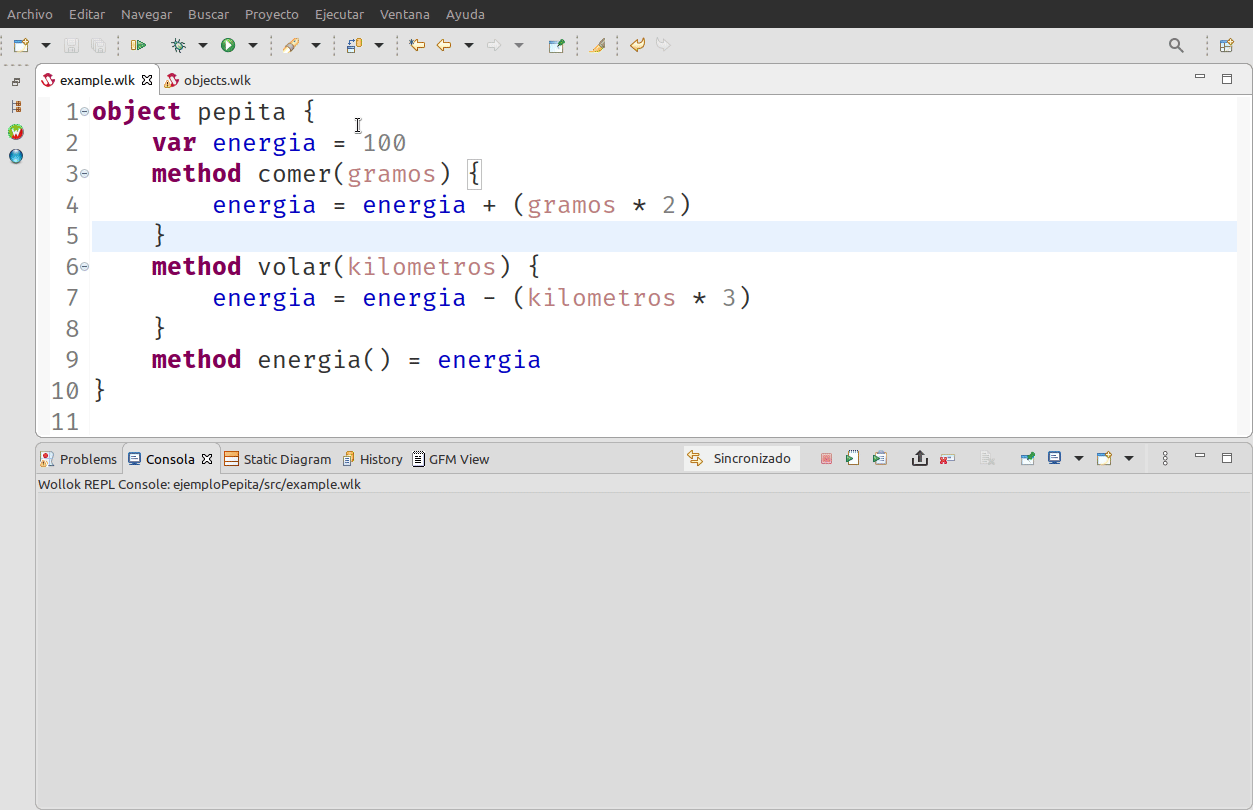 Archivo Editar Navegar Buscar Proyecto Ejecutar Ventana Ayuda
example.wlk objects.wlk
1 object pepita {
2 var energia = 100
3 method comer(gramos) {
4 energia = energia + (gramos * 2)
5 }
6 method volar(kilometros) {
7 energia = energia - (kilometros * 3)
8 }
9 method energia() = energia
10 }
11
Problems Consola Static Diagram History GFM View Sincronizado
Wollok REPL Console: ejemploPepita/src/example.wlk